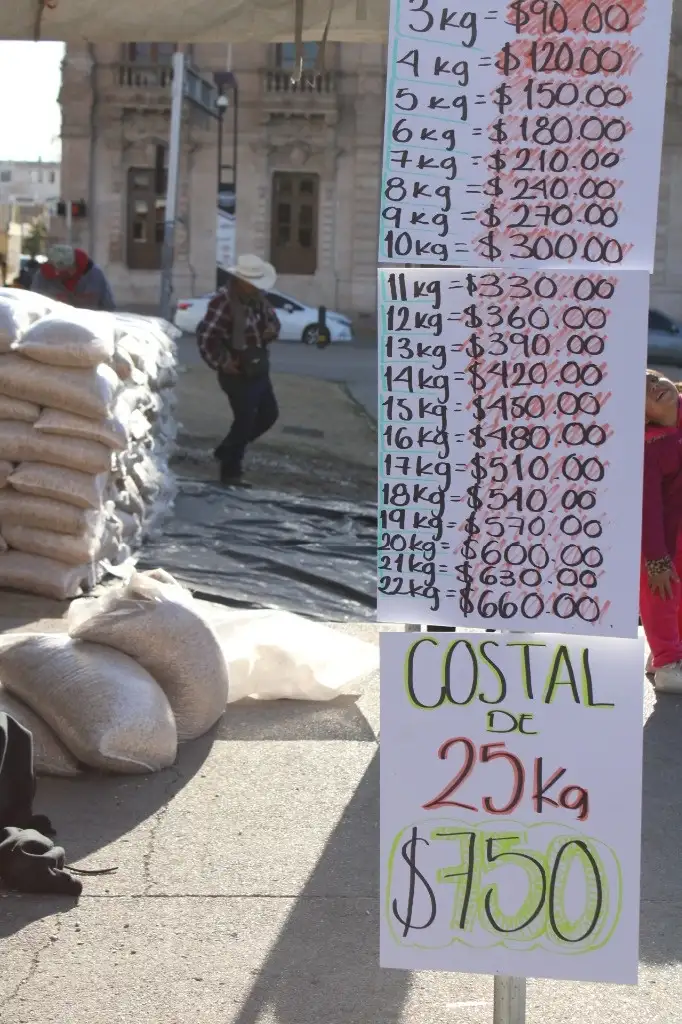 3 kg = $90.00
4 kg = $120.00
5 kg = $150.00
6 kg = $180.00
7 kg = $210.00
8 kg = $240.00
9 kg = $270.00
10 kg = $300.00
11 kg = $330.00
12 kg = $360.00
13 kg = $390.00
14 kg = $420.00
15 kg = $450.00
16 kg = $480.00
17 kg = $510.00
18 kg = $540.00
19 kg = $570.00
20 kg = $600.00
21 kg = $630.00
22 kg = $660.00
COSTAL
DE
25 Kg
$750